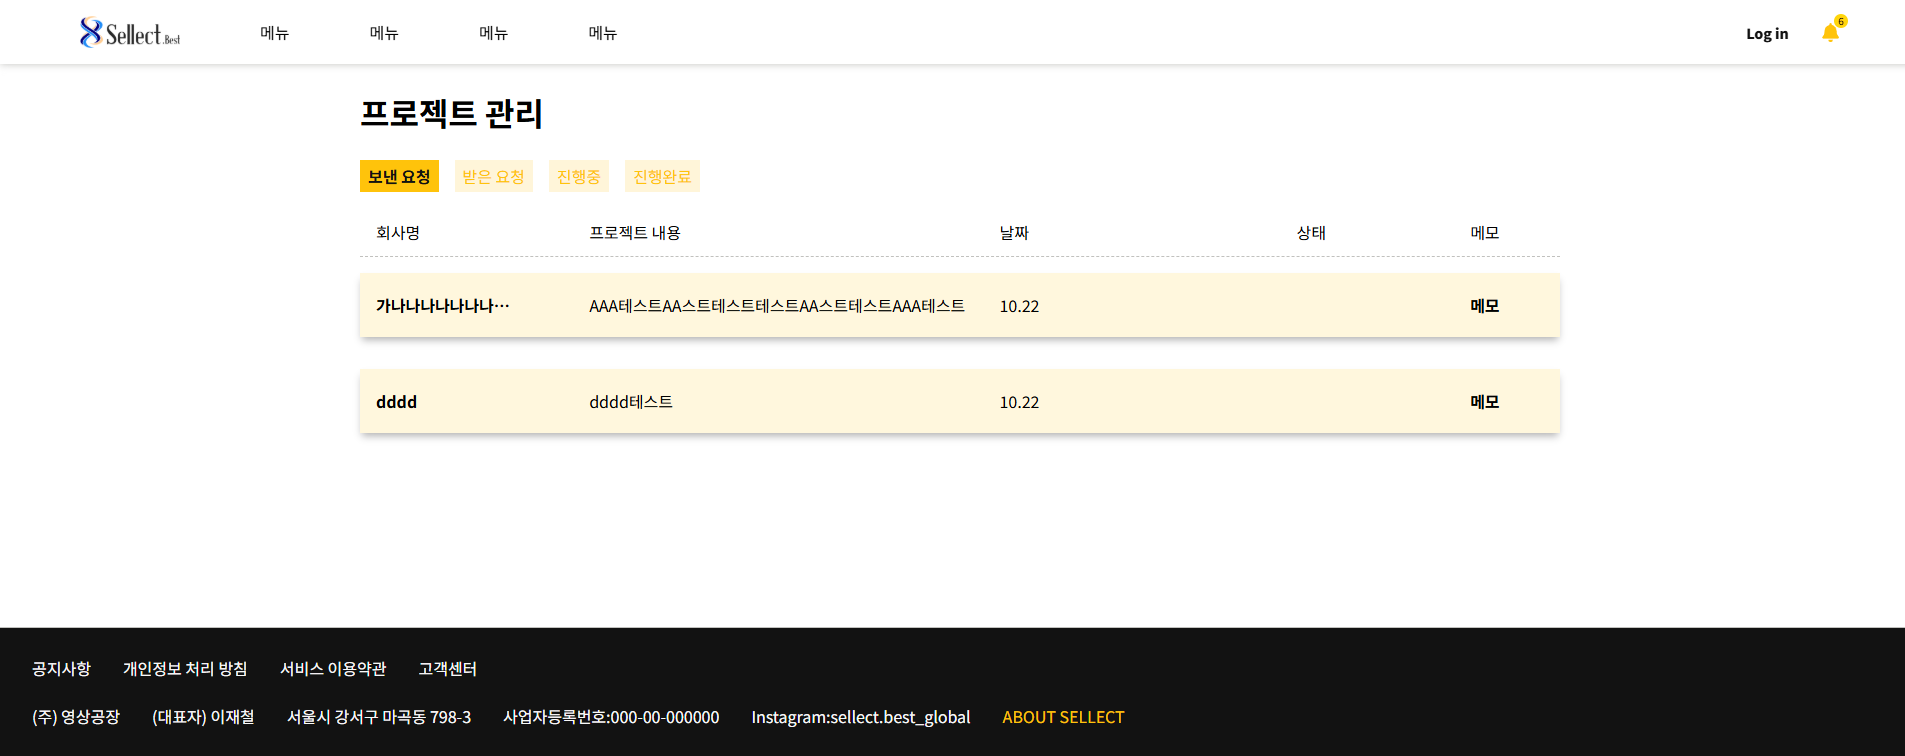 Sellect.Best 메뉴 메뉴 메뉴 메뉴 Log in 6
프로젝트 관리
보낸 요청 받은 요청 진행중 진행완료
회사명 프로젝트 내용 날짜 상태 메모
가나나나나나나나… AAA테스트AA스트테스트테스트AA스트테스트AAA테스트 10.22 메모
dddd dddd테스트 10.22 메모
공지사항 개인정보 처리 방침 서비스 이용약관 고객센터
(주) 영상공장 (대표자) 이재철 서울시 강서구 마곡동 798-3 사업자등록번호:000-00-000000 Instagram:sellect.best_global ABOUT SELLECT